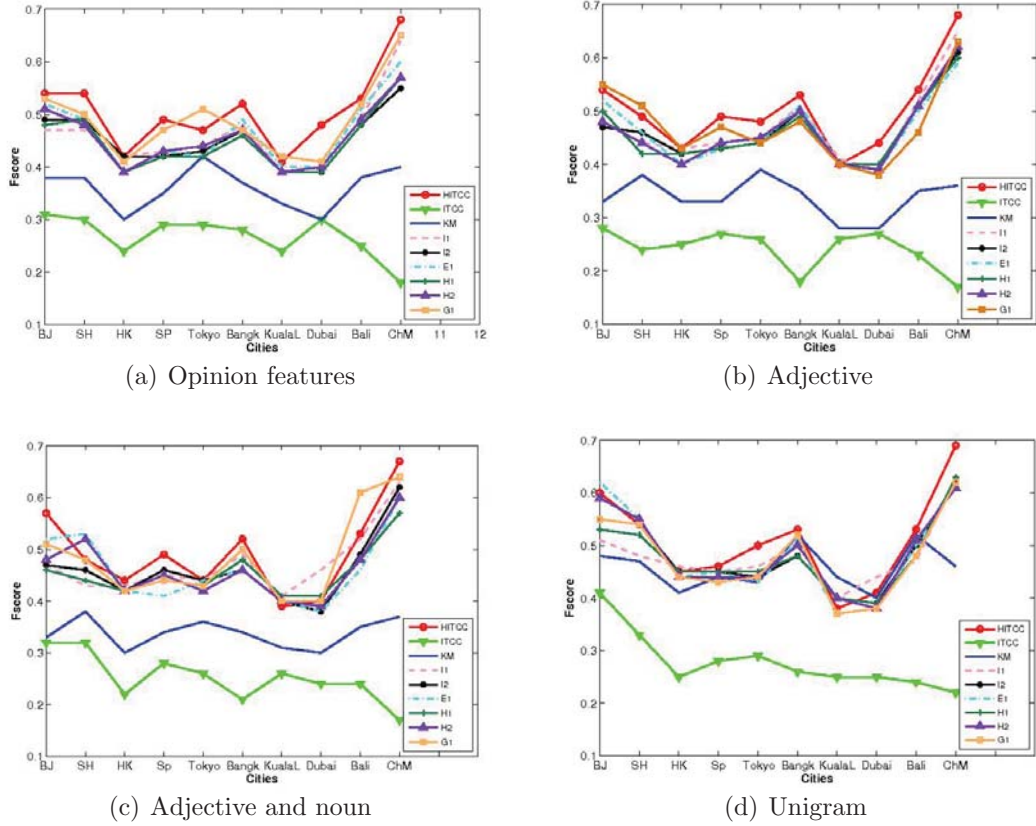 0.7
0.6
0.5
0.4
0.3
0.2
0.1
Fscore
BJ SH HK SP Tokyo Bangk KualaL Dubai Bali ChM 11 12
Cities
HITCC
ITCC
KM
I1
I2
E1
H1
H2
G1
(a) Opinion features
0.7
0.6
0.5
0.4
0.3
0.2
0.1
Fscore
BJ SH HK Sp Tokyo Bangk KualaL Dubai Bali ChM
Cities
HITCC
ITCC
KM
I1
I2
E1
H1
H2
G1
(b) Adjective
0.7
0.6
0.5
0.4
0.3
0.2
0.1
Fscore
BJ SH HK Sp Tokyo Bangk KualaL Dubai Bali ChM
Cities
HITCC
ITCC
KM
I1
I2
E1
H1
H2
G1
(c) Adjective and noun
0.7
0.6
0.5
0.4
0.3
0.2
0.1
Fscore
BJ SH HK Sp Tokyo Bangk KualaL Dubai Bali ChM
Cities
HITCC
ITCC
KM
I1
I2
E1
H1
H2
G1
(d) Unigram